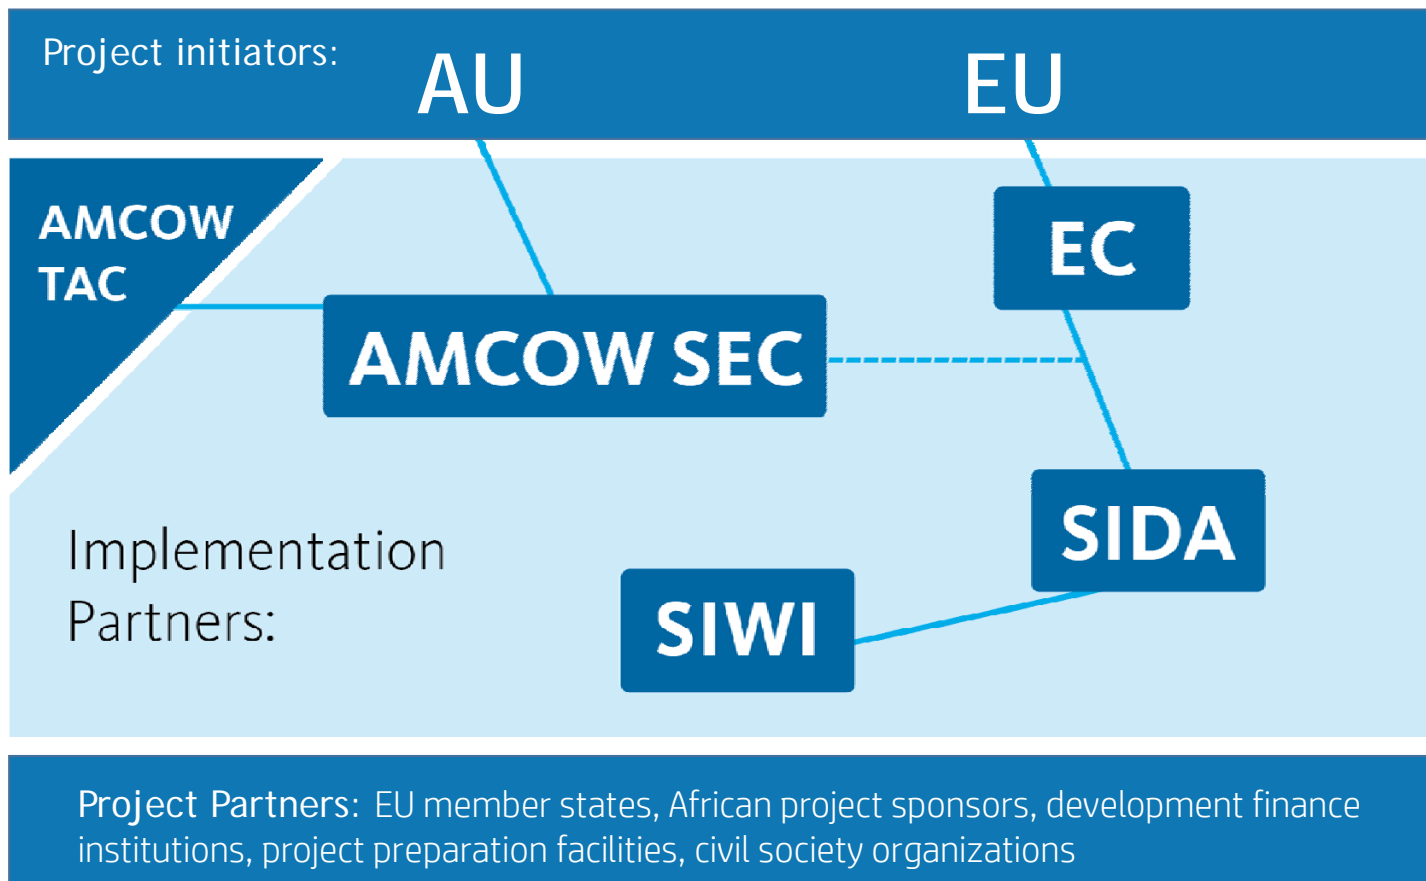 Project initiators:
AU
EU
AMCOW
TAC
EC
AMCOW SEC
SIDA
Implementation
Partners:
SIWI
Project Partners: EU member states, African project sponsors, development finance
institutions, project preparation facilities, civil society organizations